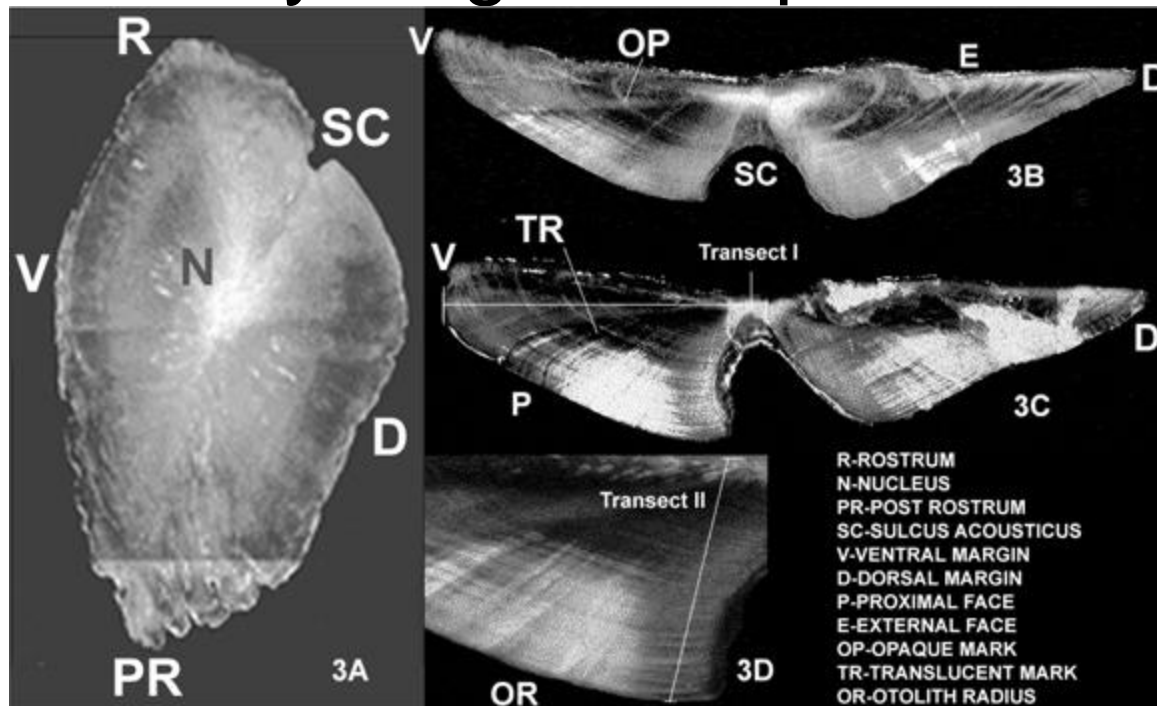 R
SC
V
N
D
PR
3A
V
OP
E
D
SC
3B
V
TR
Transect I
D
P
3C
Transect II
3D
OR
R-ROSTRUM
N-NUCLEUS
PR-POST ROSTRUM
SC-SULCUS ACOUSTICUS
V-VENTRAL MARGIN
D-DORSAL MARGIN
P-PROXIMAL FACE
E-EXTERNAL FACE
OP-OPAQUE MARK
TR-TRANSLUCENT MARK
OR-OTOLITH RADIUS